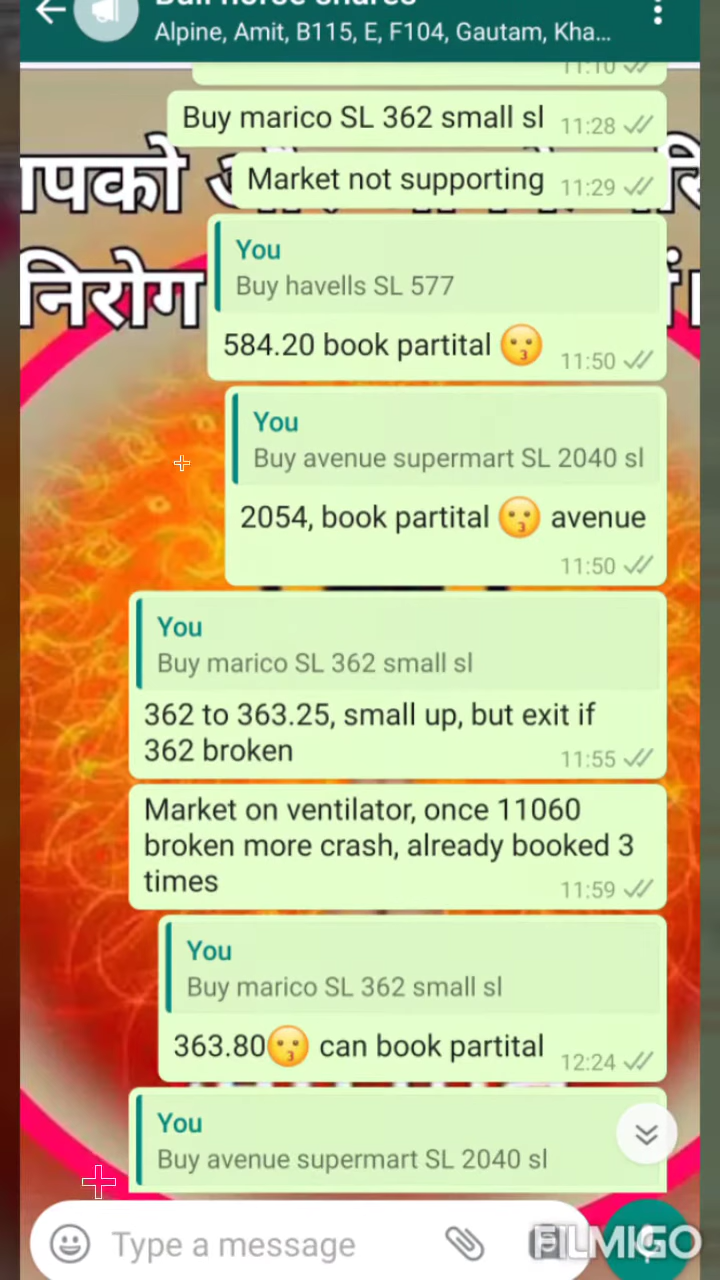 Alpine, Amit, B115, E, F104, Gautam, Kha...
11:10
Buy marico SL 362 small sl 11:28
Market not supporting 11:29
You
Buy havells SL 577
584.20 book partital 😗 11:50
You
Buy avenue supermart SL 2040 sl
2054, book partital 😗 avenue
11:50
You
Buy marico SL 362 small sl
362 to 363.25, small up, but exit if
362 broken 11:55
Market on ventilator, once 11060
broken more crash, already booked 3
times 11:59
You
Buy marico SL 362 small sl
363.80😗 can book partital 12:24
You
Buy avenue supermart SL 2040 sl
Type a message
FILMIGO
निरोग